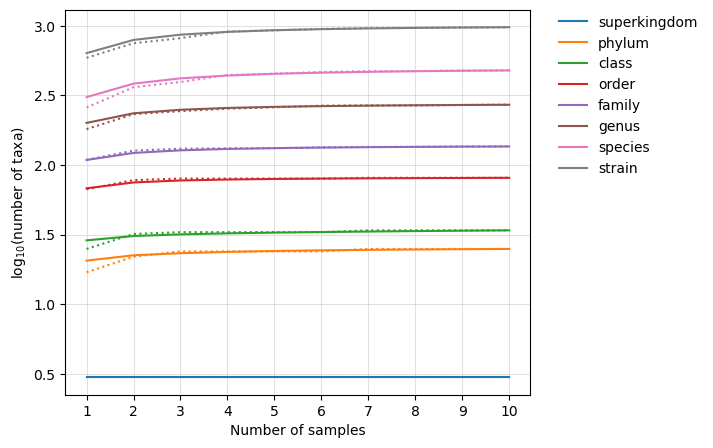 3.0
2.5
2.0
1.5
1.0
0.5
log₁₀(number of taxa)
1 2 3 4 5 6 7 8 9 10
Number of samples
superkingdom
phylum
class
order
family
genus
species
strain